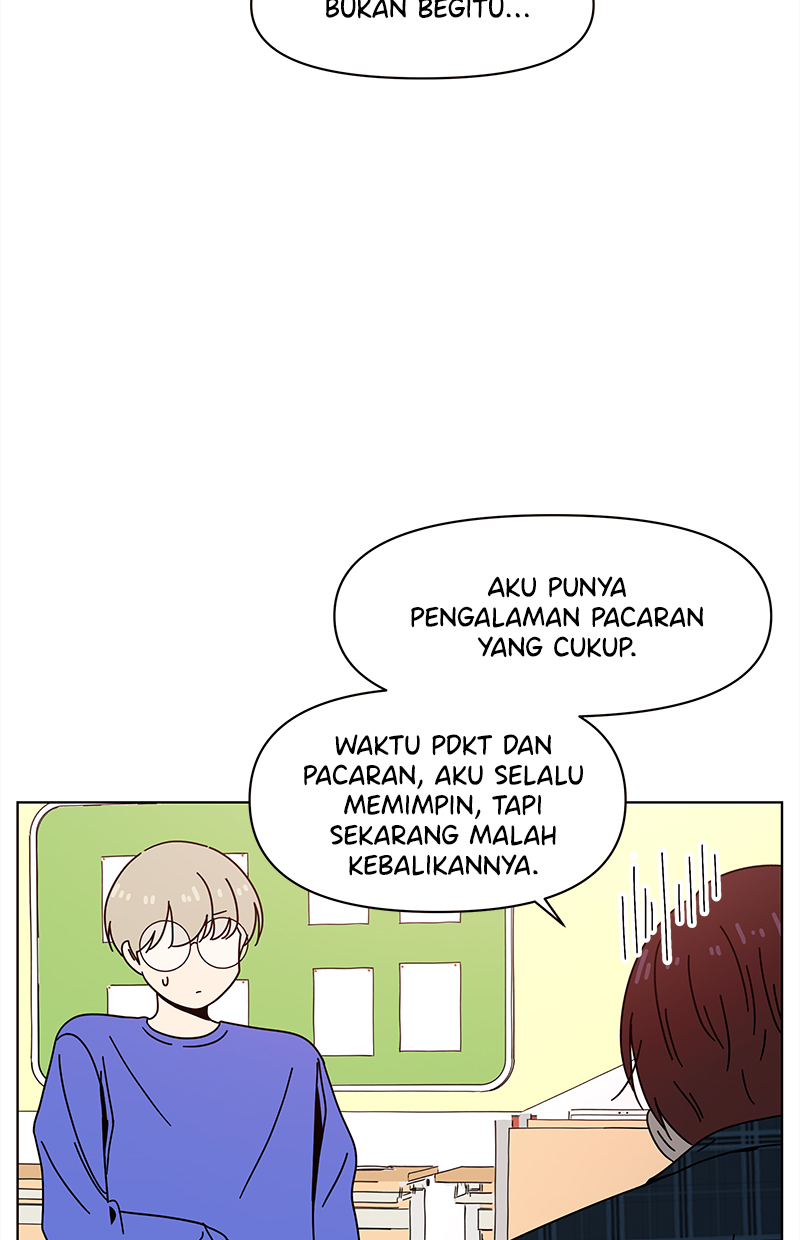 BUKAN BEGITU...
AKU PUNYA
PENGALAMAN PACARAN
YANG CUKUP.
WAKTU PDKT DAN
PACARAN, AKU SELALU
MEMIMPIN, TAPI
SEKARANG MALAH
KEBALIKANNYA.